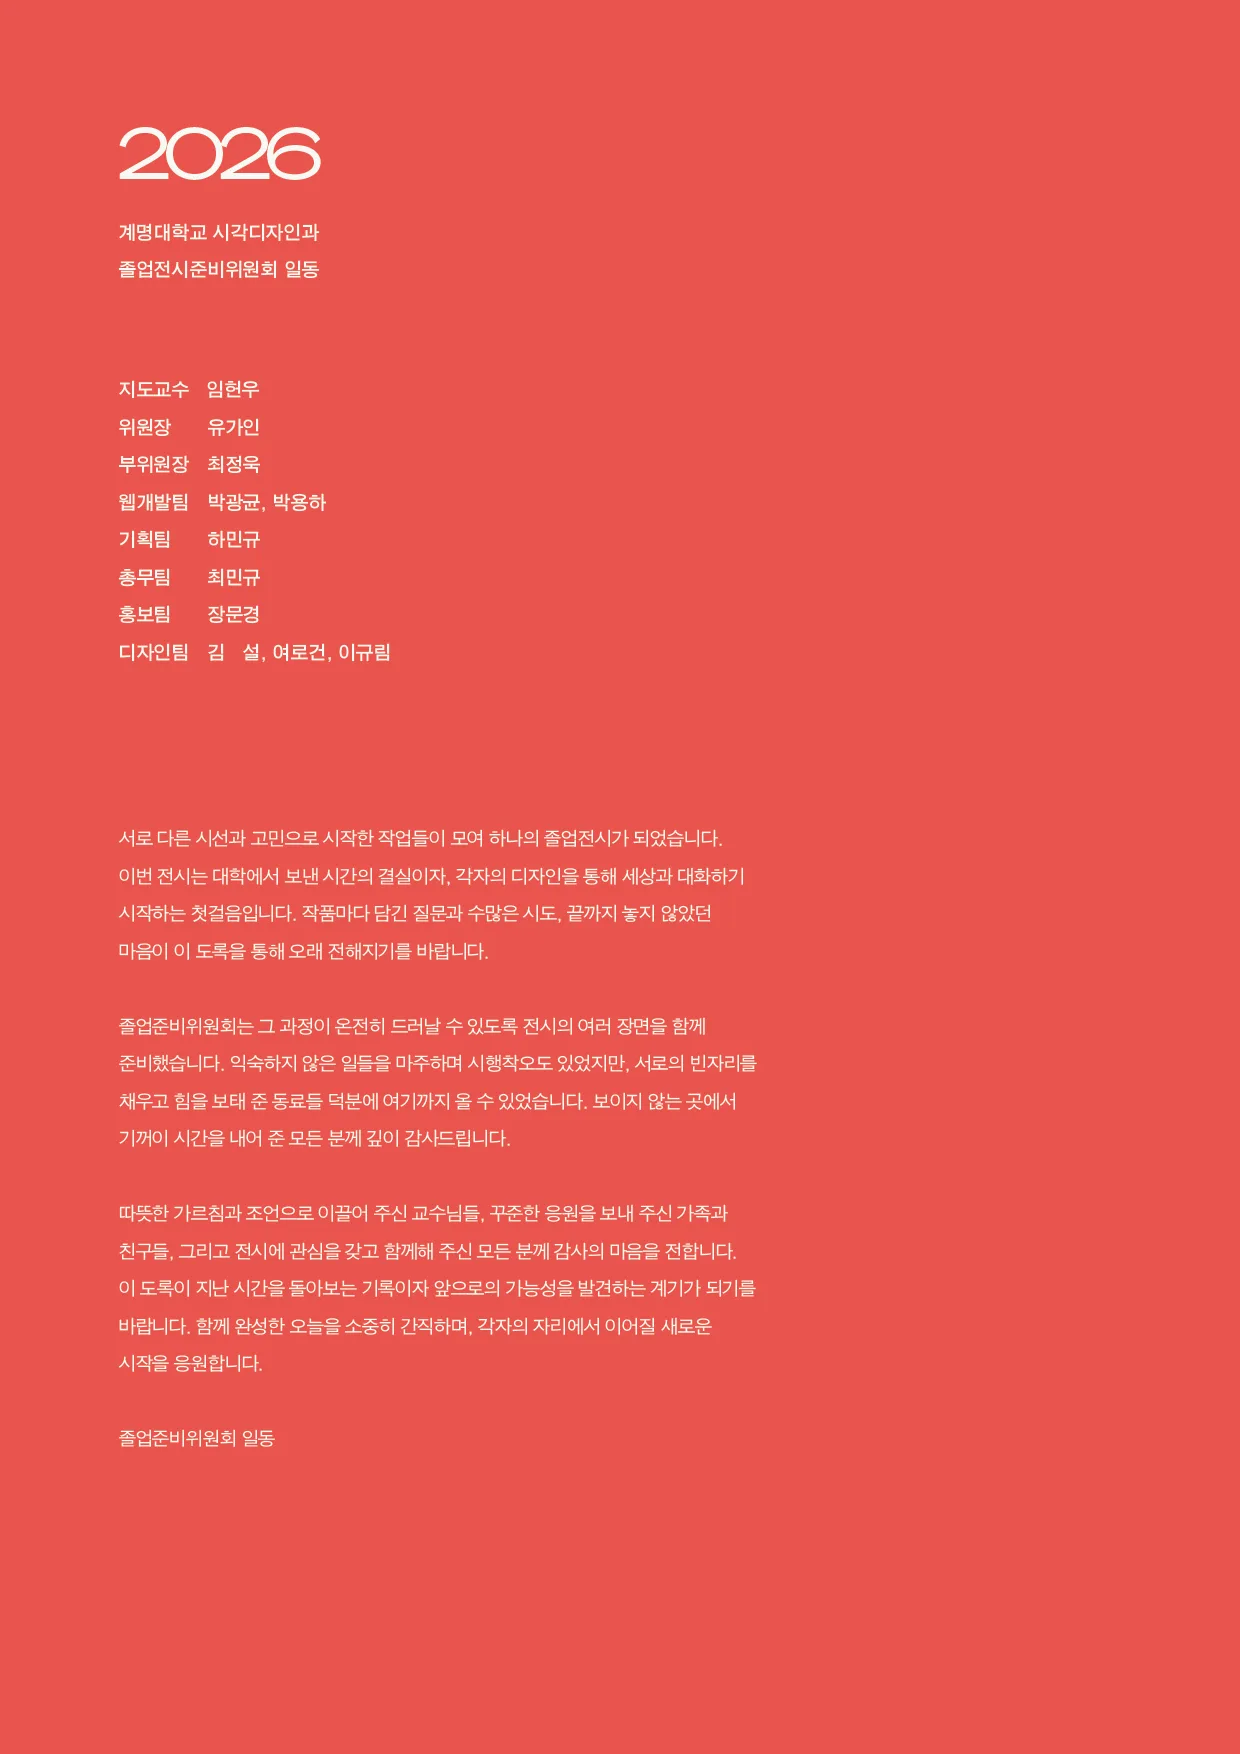 2026
계명대학교 시각디자인과
졸업전시준비위원회 일동
지도교수 임헌우
위원장 유가인
부위원장 최정욱
웹개발팀 박광균, 박용하
기획팀 하민규
총무팀 최민규
홍보팀 장문경
디자인팀 김 설, 여로건, 이규림
서로 다른 시선과 고민으로 시작한 작업들이 모여 하나의 졸업전시가 되었습니다.
이번 전시는 대학에서 보낸 시간의 결실이자, 각자의 디자인을 통해 세상과 대화하기
시작하는 첫걸음입니다. 작품마다 담긴 질문과 수많은 시도, 끝까지 놓지 않았던
마음이 이 도록을 통해 오래 전해지기를 바랍니다.
졸업준비위원회는 그 과정이 온전히 드러날 수 있도록 전시의 여러 장면을 함께
준비했습니다. 익숙하지 않은 일들을 마주하며 시행착오도 있었지만, 서로의 빈자리를
채우고 힘을 보태 준 동료들 덕분에 여기까지 올 수 있었습니다. 보이지 않는 곳에서
기꺼이 시간을 내어 준 모든 분께 깊이 감사드립니다.
따뜻한 가르침과 조언으로 이끌어 주신 교수님들, 꾸준한 응원을 보내 주신 가족과
친구들, 그리고 전시에 관심을 갖고 함께해 주신 모든 분께 감사의 마음을 전합니다.
이 도록이 지난 시간을 돌아보는 기록이자 앞으로의 가능성을 발견하는 계기가 되기를
바랍니다. 함께 완성한 오늘을 소중히 간직하며, 각자의 자리에서 이어질 새로운
시작을 응원합니다.
졸업준비위원회 일동